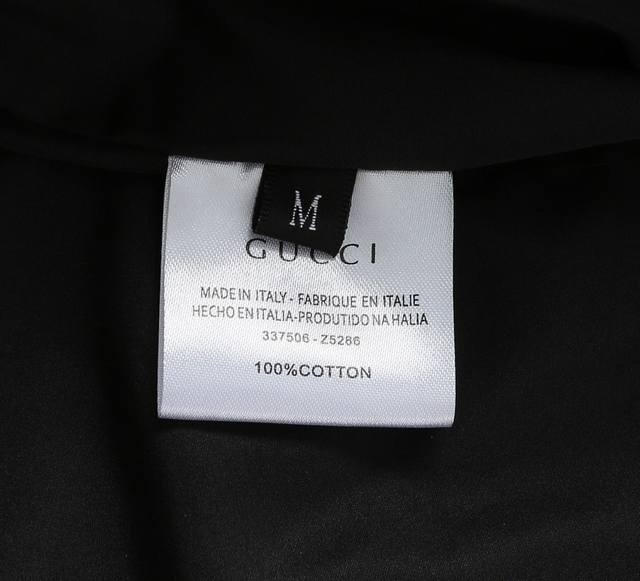 M
GUCCI
MADE IN ITALY - FABRIQUE EN ITALIE
HECHO EN ITALIA-PRODUTIDO NA HALIA
337506 - Z5286
100%COTTON